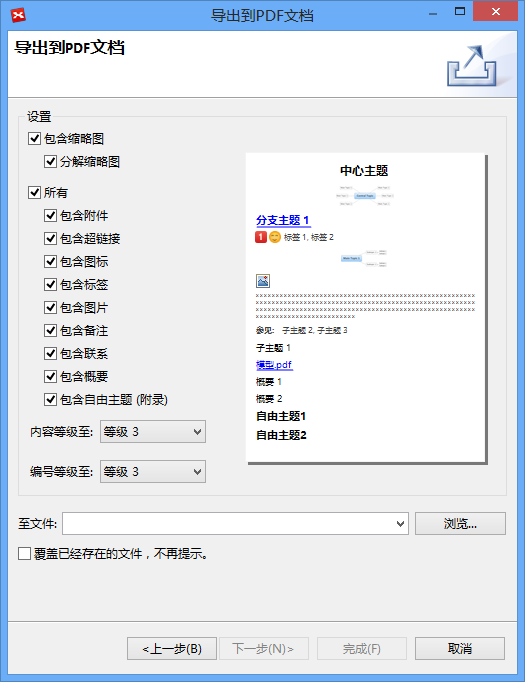 导出到PDF文档
导出到PDF文档
设置
包含缩略图
分解缩略图
所有
包含附件
包含超链接
包含图标
包含标签
包含图片
包含备注
包含联系
包含概要
包含自由主题 (附录)
内容等级至: 等级 3
编号等级至: 等级 3
中心主题
分支主题 1
1 标签 1, 标签 2
参见: 子主题 2, 子主题 3
子主题 1
模型.pdf
概要 1
概要 2
自由主题1
自由主题2
至文件: 浏览...
覆盖已经存在的文件，不再提示。
<上一步(B) 下一步(N)> 完成(F) 取消